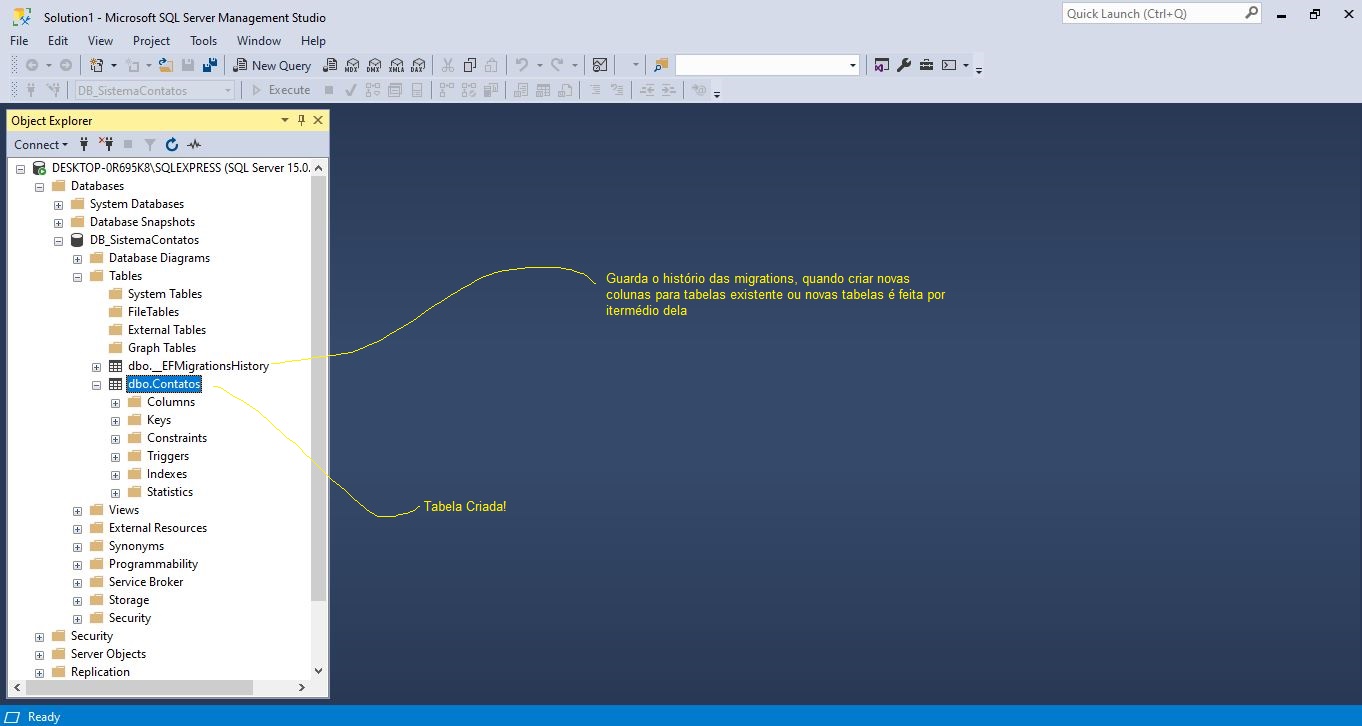 Solution1 - Microsoft SQL Server Management Studio
Quick Launch (Ctrl+Q)
File Edit View Project Tools Window Help
New Query MDX DMX XMLA DAX
DB_SistemaContatos Execute
Object Explorer
Connect
DESKTOP-0R695K8\SQLEXPRESS (SQL Server 15.0.
Databases
System Databases
Database Snapshots
DB_SistemaContatos
Database Diagrams
Tables
System Tables
FileTables
External Tables
Graph Tables
dbo.__EFMigrationsHistory
dbo.Contatos
Columns
Keys
Constraints
Triggers
Indexes
Statistics
Views
External Resources
Synonyms
Programmability
Service Broker
Storage
Security
Security
Server Objects
Replication
Guarda o histório das migrations, quando criar novas
colunas para tabelas existente ou novas tabelas é feita por
itermédio dela
Tabela Criada!
Ready